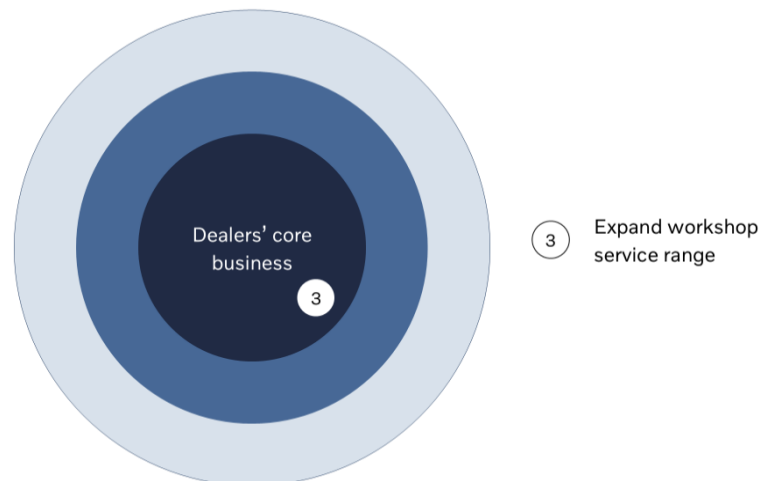 Dealers’ core
business
3
3
Expand workshop
service range